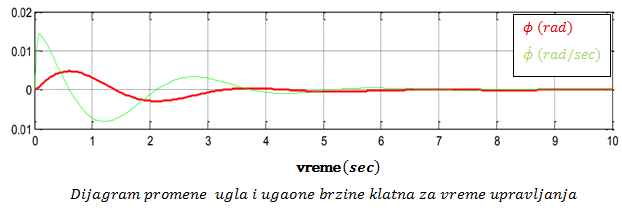 0.02
0.01
0
0.01
0 1 2 3 4 5 6 7 8 9 10
ϕ (rad)
ϕ̇ (rad/sec)
vreme(sec)
Dijagram promene ugla i ugaone brzine klatna za vreme upravljanja